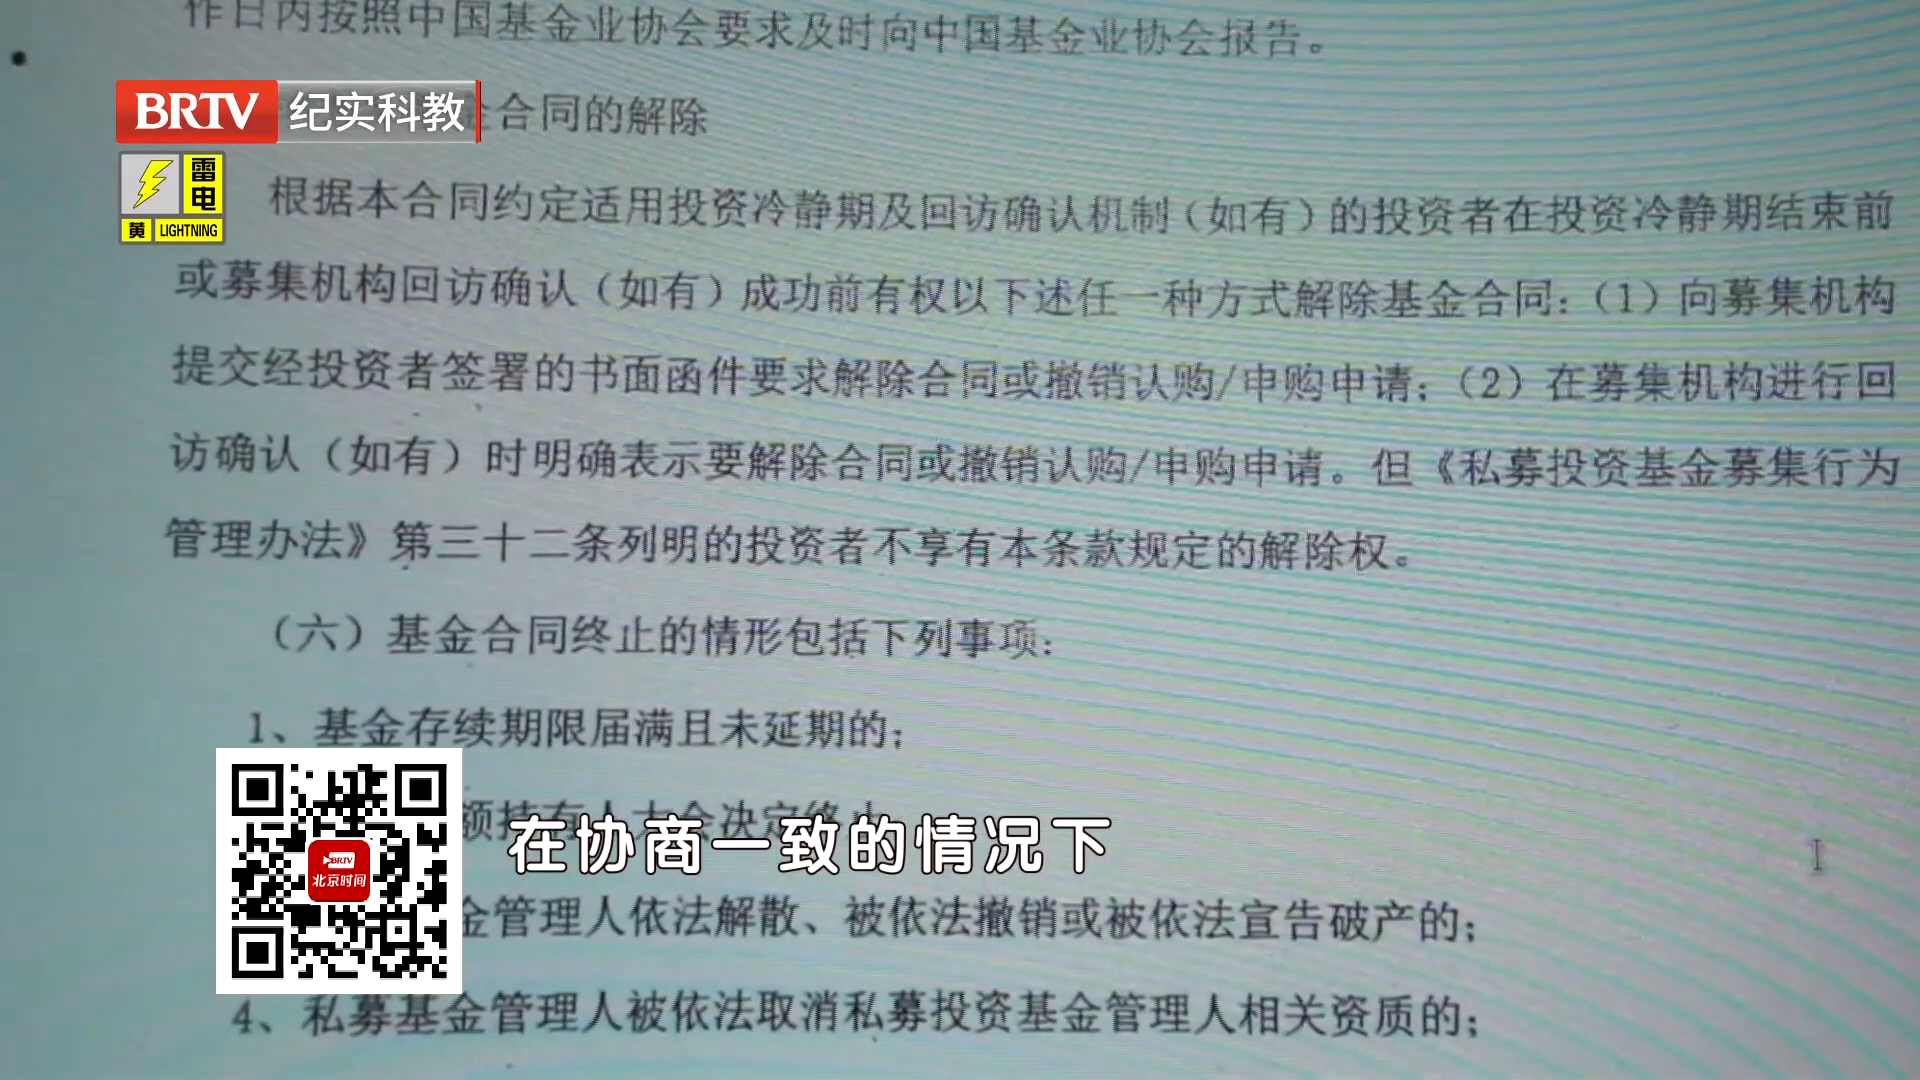 作日内按照中国基金业协会要求及时向中国基金业协会报告。
BRTV 纪实科教
合同的解除
雷电
黄 LIGHTNING
根据本合同约定适用投资冷静期及回访确认机制（如有）的投资者在投资冷静期结束前
或募集机构回访确认（如有）成功前有权以下述任一种方式解除基金合同：（1）向募集机构
提交经投资者签署的书面函件要求解除合同或撤销认购/申购申请；（2）在募集机构进行回
访确认（如有）时明确表示要解除合同或撤销认购/申购申请。但《私募投资基金募集行为
管理办法》第三十二条列明的投资者不享有本条款规定的解除权。
（六）基金合同终止的情形包括下列事项：
1、基金存续期限届满且未延期的；
额持有人大会决定终止
在协商一致的情况下
BRTV
北京时间
金管理人依法解散、被依法撤销或被依法宣告破产的；
4、私募基金管理人被依法取消私募投资基金管理人相关资质的；